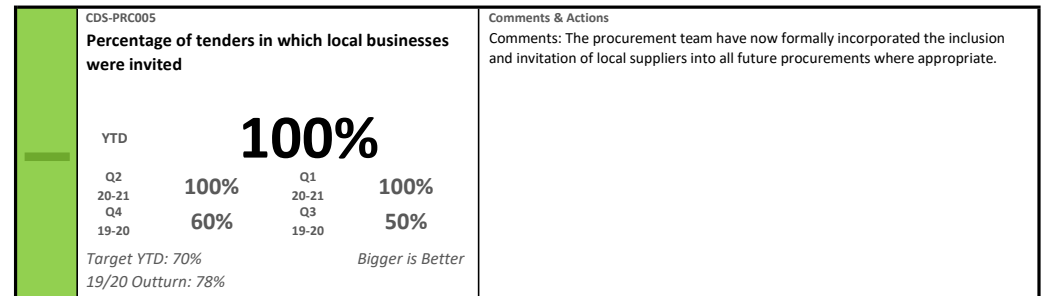 CDS-PRC005
Percentage of tenders in which local businesses
were invited
YTD 100%
Q2
20-21 100% Q1
20-21 100%
Q4
19-20 60% Q3
19-20 50%
Target YTD: 70% Bigger is Better
19/20 Outturn: 78%
Comments & Actions
Comments: The procurement team have now formally incorporated the inclusion
and invitation of local suppliers into all future procurements where appropriate.